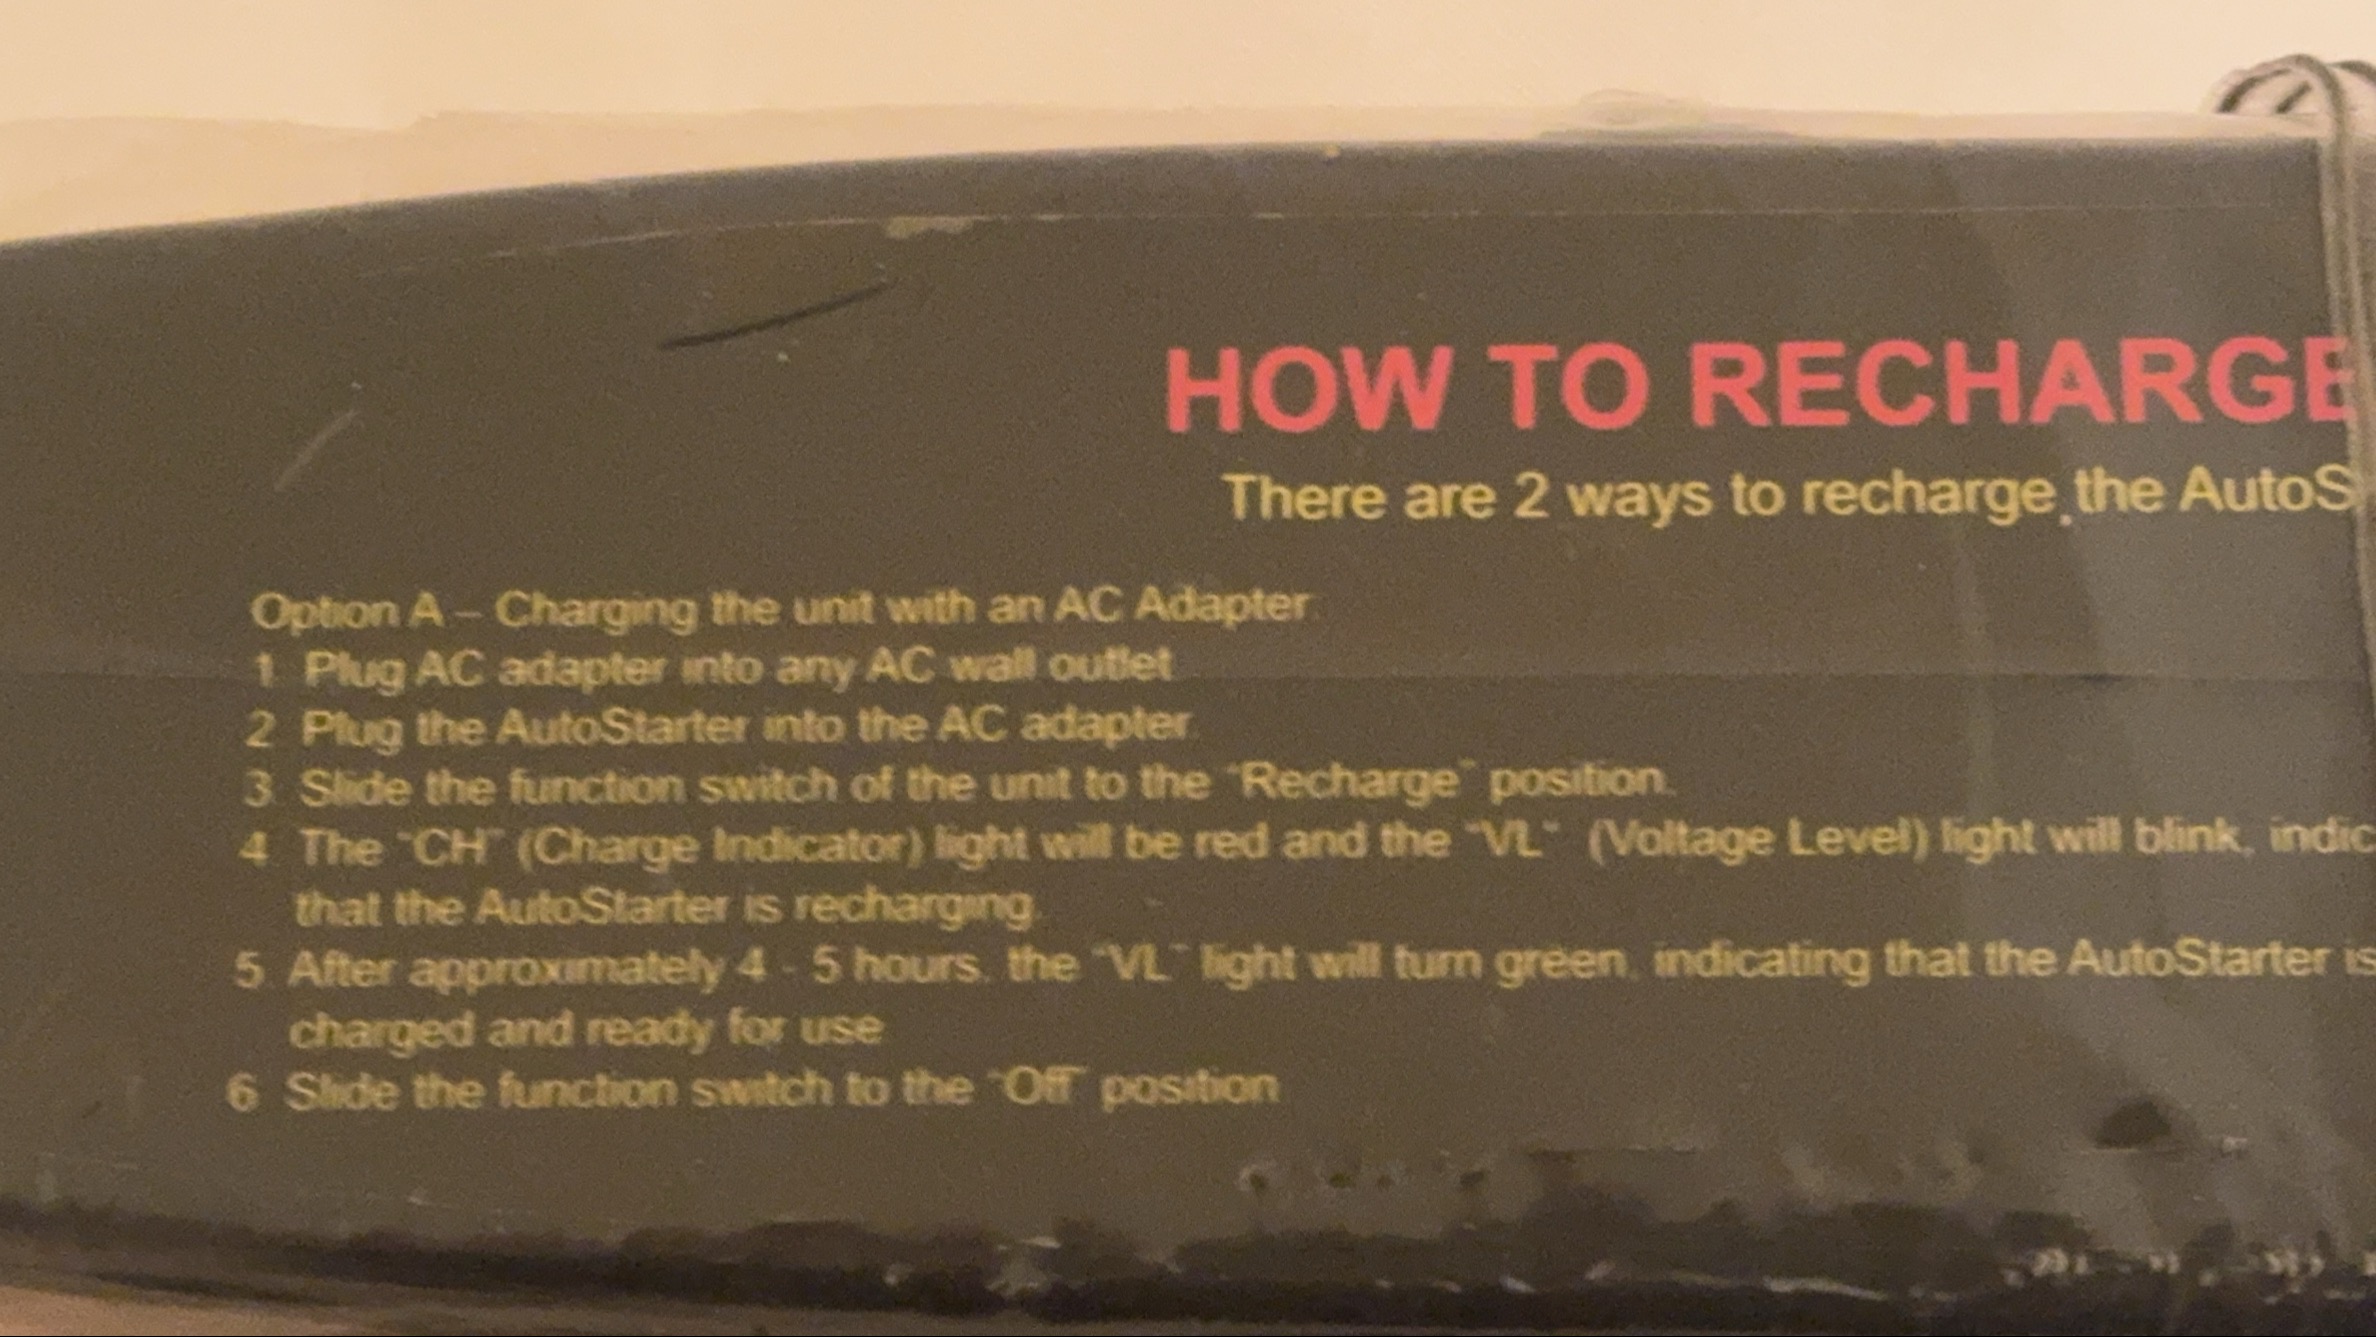 HOW TO RECHARGE
There are 2 ways to recharge the AutoS
Option A – Charging the unit with an AC Adapter
1. Plug AC adapter into any AC wall outlet
2. Plug the AutoStarter into the AC adapter.
3. Slide the function switch of the unit to the "Recharge" position.
4. The "CH" (Charge Indicator) light will be red and the "VL" (Voltage Level) light will blink, indic
that the AutoStarter is recharging.
5. After approximately 4 - 5 hours, the "VL" light will turn green, indicating that the AutoStarter is
charged and ready for use
6. Slide the function switch to the "Off" position